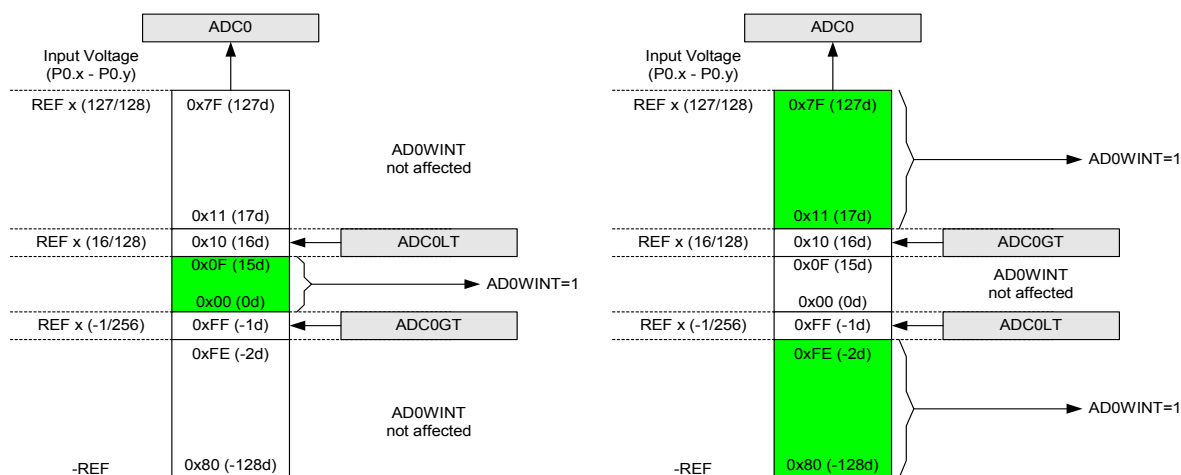 ADC0
Input Voltage
(P0.x - P0.y)
REF x (127/128)
0x7F (127d)
AD0WINT
not affected
0x11 (17d)
REF x (16/128)
0x10 (16d)
ADC0LT
0x0F (15d)
AD0WINT=1
0x00 (0d)
REF x (-1/256)
0xFF (-1d)
ADC0GT
0xFE (-2d)
AD0WINT
not affected
-REF
0x80 (-128d)
ADC0
Input Voltage
(P0.x - P0.y)
REF x (127/128)
0x7F (127d)
AD0WINT=1
0x11 (17d)
REF x (16/128)
0x10 (16d)
ADC0GT
0x0F (15d)
AD0WINT
not affected
0x00 (0d)
REF x (-1/256)
0xFF (-1d)
ADC0LT
0xFE (-2d)
AD0WINT=1
-REF
0x80 (-128d)